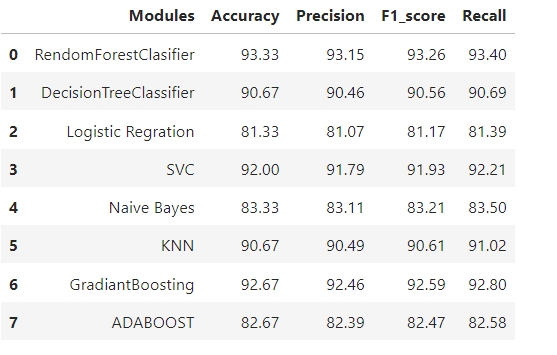 Modules Accuracy Precision F1_score Recall
0 RendomForestClasifier 93.33 93.15 93.26 93.40
1 DecisionTreeClassifier 90.67 90.46 90.56 90.69
2 Logistic Regration 81.33 81.07 81.17 81.39
3 SVC 92.00 91.79 91.93 92.21
4 Naive Bayes 83.33 83.11 83.21 83.50
5 KNN 90.67 90.49 90.61 91.02
6 GradiantBoosting 92.67 92.46 92.59 92.80
7 ADABOOST 82.67 82.39 82.47 82.58